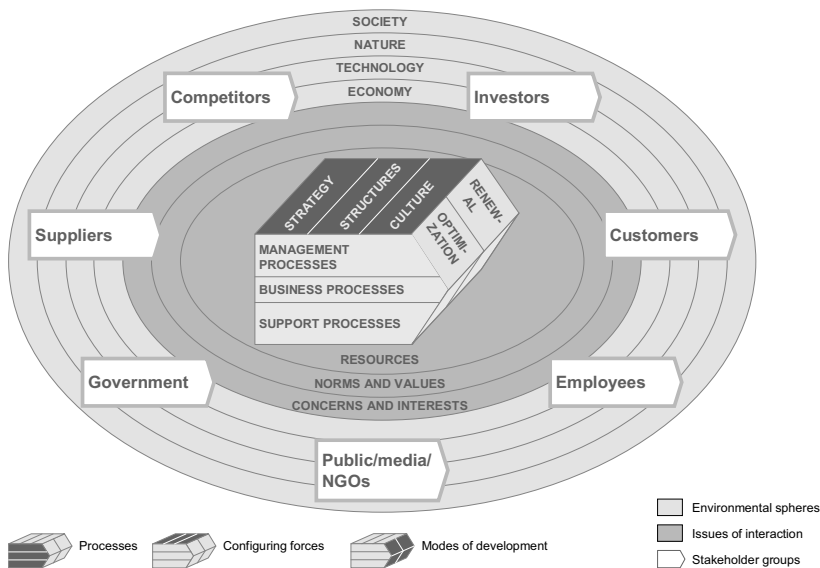 SOCIETY
NATURE
TECHNOLOGY
ECONOMY
Competitors
Investors
STRATEGY
STRUCTURES
CULTURE
RENEW-
AL
OPTIMI-
ZATION
Suppliers
Customers
MANAGEMENT
PROCESSES
BUSINESS PROCESSES
SUPPORT PROCESSES
RESOURCES
Government
NORMS AND VALUES
Employees
CONCERNS AND INTERESTS
Public/media/
NGOs
Environmental spheres
Issues of interaction
Stakeholder groups
Processes
Configuring forces
Modes of development